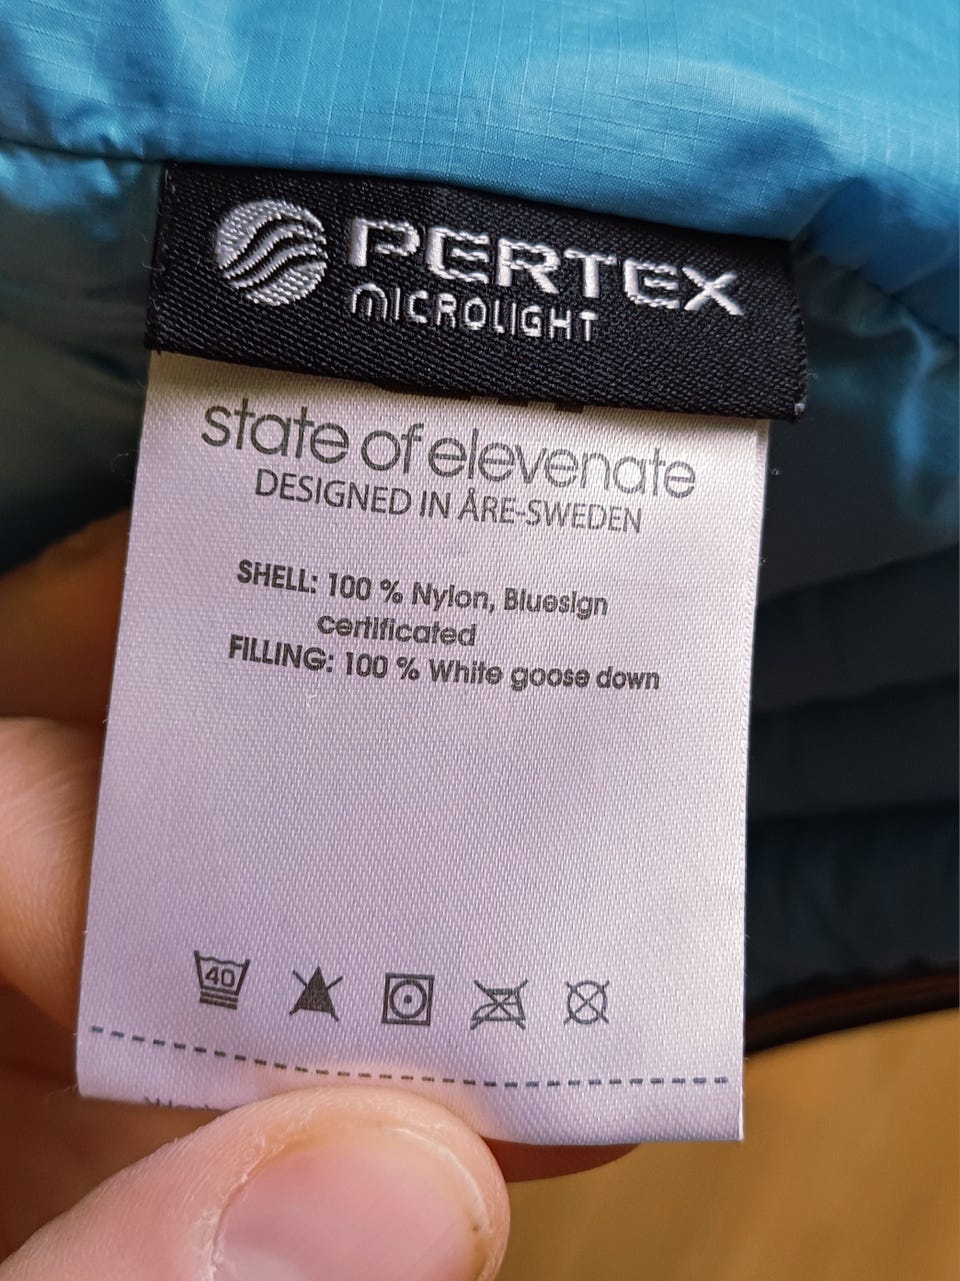 PERTEX
MICROLIGHT
state of elevenate
DESIGNED IN ÅRE-SWEDEN
SHELL: 100 % Nylon, Bluesign
certificated
FILLING: 100 % White goose down
40